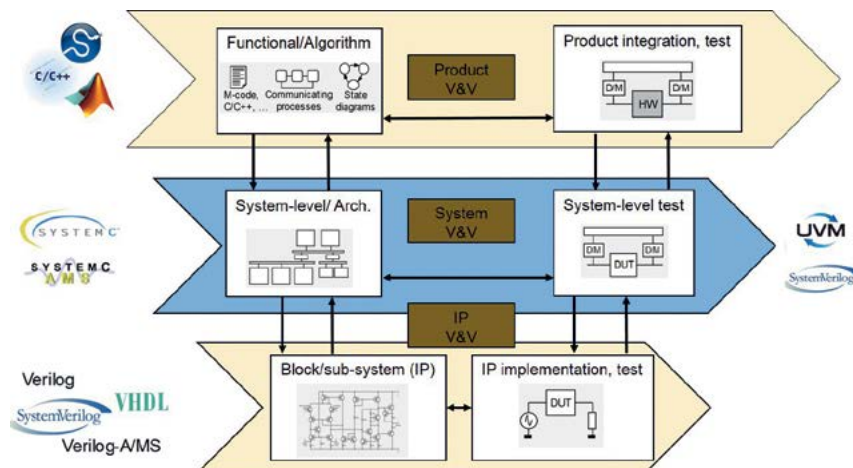 C/C++
Functional/Algorithm
M-code,
C/C++, ...
Communicating
processes
State
diagrams
Product
V&V
Product integration, test
D/M
D/M
HW
SYSTEMC
SYSTEMC
AMS
System-level/ Arch.
System
V&V
System-level test
D/M
D/M
DUT
UVM
SystemVerilog
IP
V&V
Verilog
SystemVerilog
VHDL
Verilog-A/MS
Block/sub-system (IP)
IP implementation, test
DUT